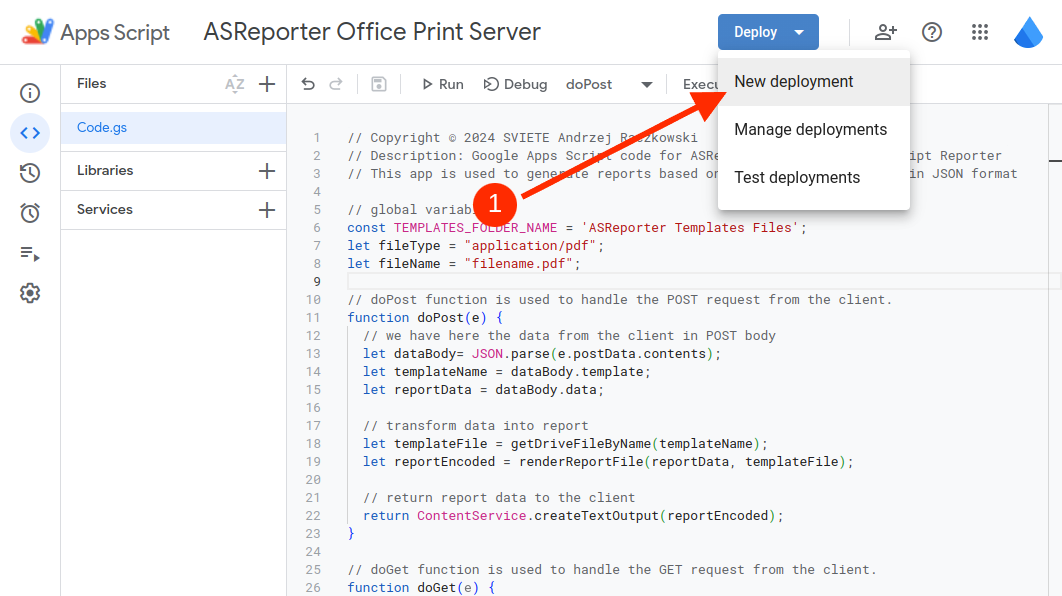 Apps Script
ASReporter Office Print Server
Deploy
New deployment
Manage deployments
Test deployments
Files
AZ
Code.gs
Libraries
Services
Run
Debug
doPost
1
1 // Copyright © 2024 SVIETE Andrzej Raczkowski
2 // Description: Google Apps Script code for Reporter
3 // This app is used to generate reports based in JSON format
4
5 // global
6 const TEMPLATES_FOLDER_NAME = 'ASReporter Templates Files';
7 let fileType = "application/pdf";
8 let fileName = "filename.pdf";
9
10 // doPost function is used to handle the POST request from the client.
11 function doPost(e) {
12 // we have here the data from the client in POST body
13 let dataBody= JSON.parse(e.postData.contents);
14 let templateName = dataBody.template;
15 let reportData = dataBody.data;
16
17 // transform data into report
18 let templateFile = getDriveFileByName(templateName);
19 let reportEncoded = renderReportFile(reportData, templateFile);
20
21 // return report data to the client
22 return ContentService.createTextOutput(reportEncoded);
23 }
24
25 // doGet function is used to handle the GET request from the client.
26 function doGet(e) {